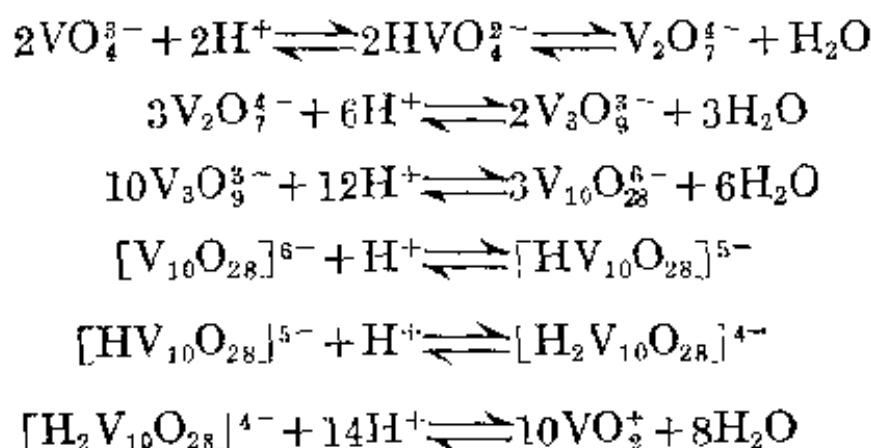 2VO₄³⁻ + 2H⁺ ⇌ 2HVO₄²⁻ ⇌ V₂O₇⁴⁻ + H₂O
3V₂O₇⁴⁻ + 6H⁺ ⇌ 2V₃O₉³⁻ + 3H₂O
10V₃O₉³⁻ + 12H⁺ ⇌ 3V₁₀O₂₈⁶⁻ + 6H₂O
[V₁₀O₂₈]⁶⁻ + H⁺ ⇌ [HV₁₀O₂₈]⁵⁻
[HV₁₀O₂₈]⁵⁻ + H⁺ ⇌ [H₂V₁₀O₂₈]⁴⁻
[H₂V₁₀O₂₈]⁴⁻ + 14H⁺ ⇌ 10VO₂⁺ + 8H₂O